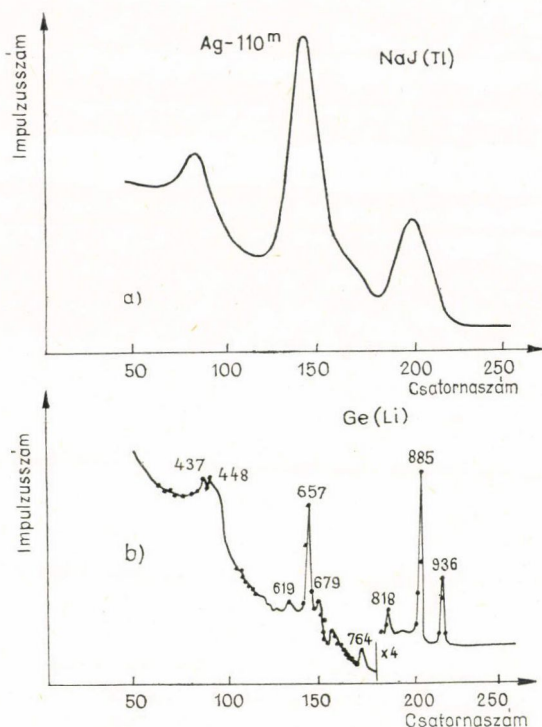 Impulzusszám
Ag-110ᵐ
NaJ (Tl)
a)
50 100 150 200 250
Csatornaszám
Impulzusszám
Ge (Li)
b)
437 448 619 657 679 764 x4 818 885 936
50 100 150 200 250
Csatornaszám